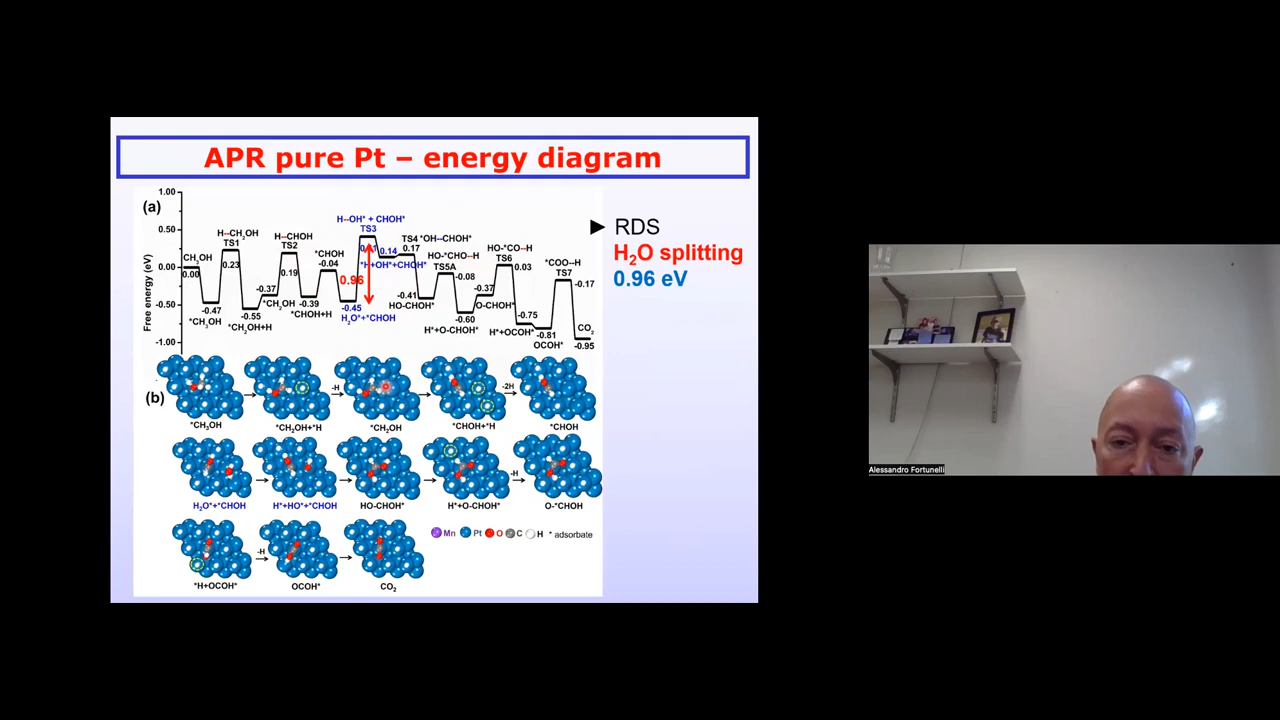 APR pure Pt – energy diagram
(a)
1.00
0.50
0.00
-0.50
-1.00
Free energy (eV)
CH3OH
0.00
-0.47
*CH3OH
H--CH2OH
TS1
0.23
-0.55
*CH2OH+H
-0.37
*CH2OH
H--CHOH
TS2
0.19
-0.39
*CHOH+H
*CHOH
-0.04
-0.45
H2O*+*CHOH
H--OH* + CHOH*
TS3
0.96
0.14
*H+OH*+CHOH*
TS4 *OH--CHOH*
0.17
-0.41
HO-CHOH*
HO-*CHO--H
TS5A
-0.08
-0.60
H*+O-CHOH*
-0.37
O-CHOH*
HO-*CO--H
TS6
0.03
-0.75
H*+OCOH*
-0.81
OCOH*
*COO--H
TS7
-0.17
CO2
-0.95
► RDS
H2O splitting
0.96 eV
(b)
-H
-2H
*CH3OH
*CH2OH+*H
*CH2OH
*CHOH+*H
*CHOH
-H
H2O*+*CHOH
H*+HO*+*CHOH
HO-CHOH*
H*+O-CHOH*
O-*CHOH
-H
Mn Pt O C H * adsorbate
*H+OCOH*
OCOH*
CO2
Alessandro Fortunelli